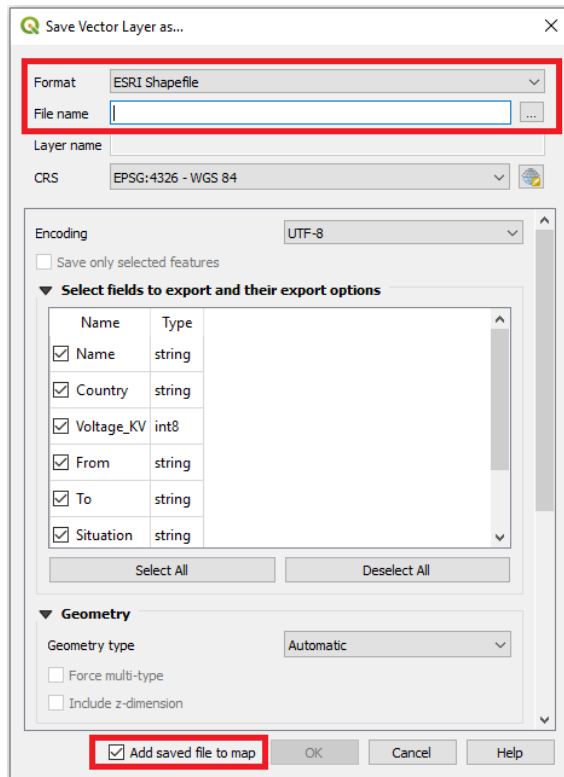 Save Vector Layer as...
Format ESRI Shapefile
File name ...
Layer name
CRS EPSG:4326 - WGS 84
Encoding UTF-8
Save only selected features
Select fields to export and their export options
Name Type
Name string
Country string
Voltage_KV int8
From string
To string
Situation string
Select All Deselect All
Geometry
Geometry type Automatic
Force multi-type
Include z-dimension
Add saved file to map OK Cancel Help